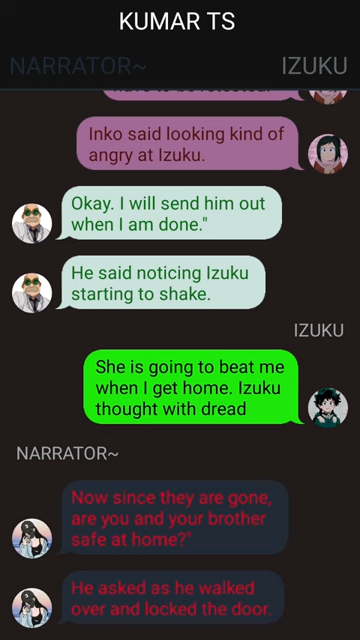 KUMAR TS
NARRATOR~
IZUKU
Inko said looking kind of
angry at Izuku.
Okay. I will send him out
when I am done."
He said noticing Izuku
starting to shake.
IZUKU
She is going to beat me
when I get home. Izuku
thought with dread
NARRATOR~
Now since they are gone,
are you and your brother
safe at home?"
He asked as he walked
over and locked the door.